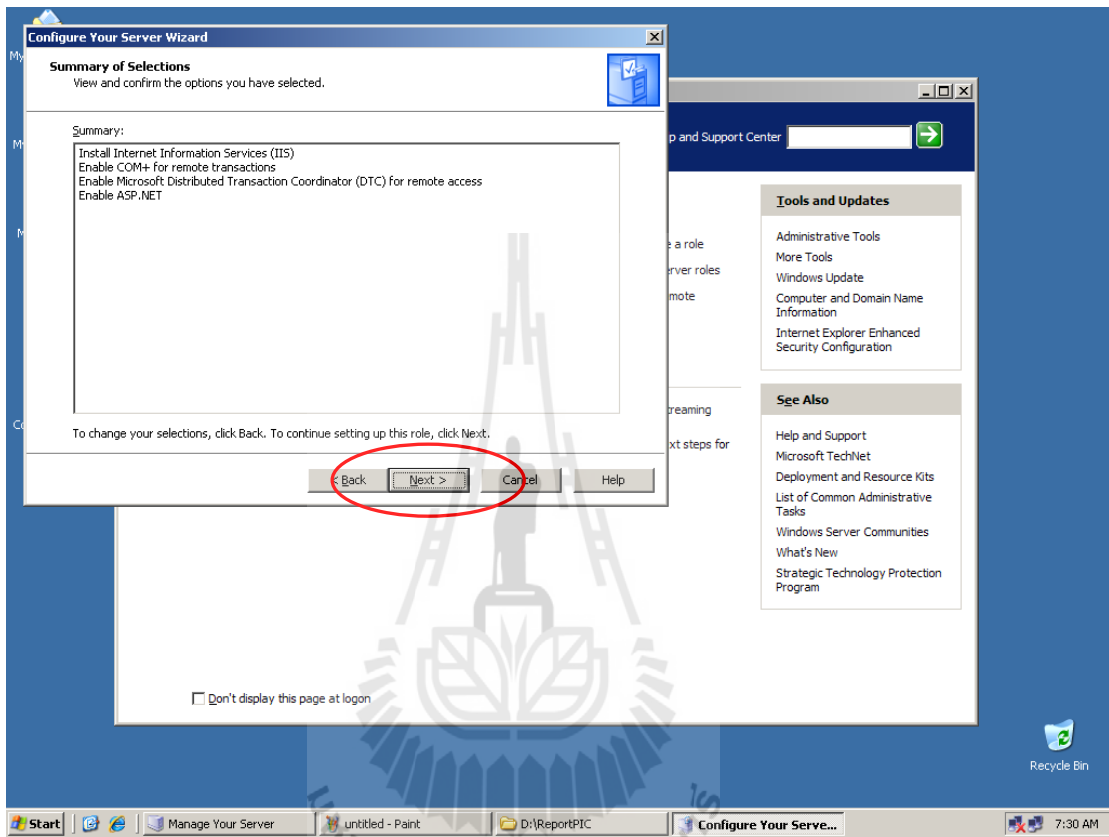 Configure Your Server Wizard
Summary of Selections
View and confirm the options you have selected.
Summary:
Install Internet Information Services (IIS)
Enable COM+ for remote transactions
Enable Microsoft Distributed Transaction Coordinator (DTC) for remote access
Enable ASP.NET
To change your selections, click Back. To continue setting up this role, click Next.
< Back
Next >
Cancel
Help
My
p and Support Center
Tools and Updates
Administrative Tools
More Tools
Windows Update
Computer and Domain Name
Information
Internet Explorer Enhanced
Security Configuration
e a role
erver roles
mote
See Also
Help and Support
Microsoft TechNet
Deployment and Resource Kits
List of Common Administrative
Tasks
Windows Server Communities
What's New
Strategic Technology Protection
Program
treaming
xt steps for
Don't display this page at logon
Recycle Bin
Start
Manage Your Server
untitled - Paint
D:\ReportPIC
Configure Your Serve...
7:30 AM